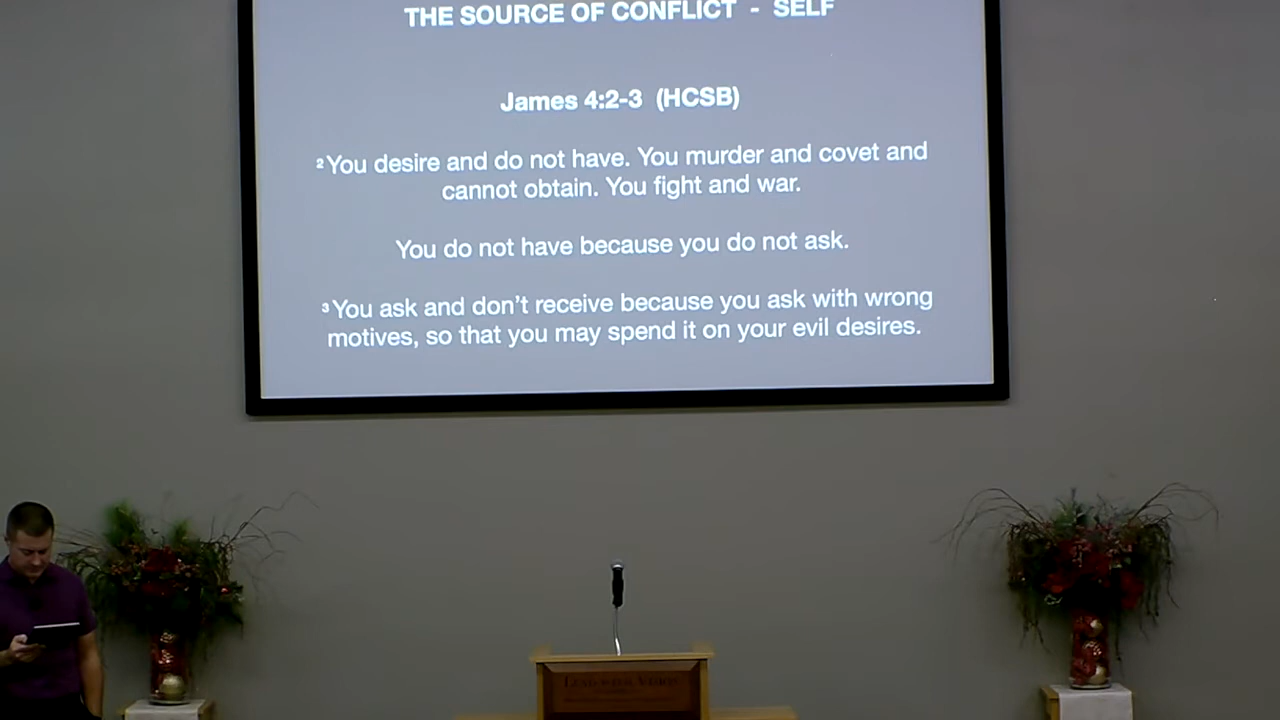 THE SOURCE OF CONFLICT - SELF
James 4:2-3 (HCSB)
²You desire and do not have. You murder and covet and
cannot obtain. You fight and war.
You do not have because you do not ask.
³You ask and don’t receive because you ask with wrong
motives, so that you may spend it on your evil desires.